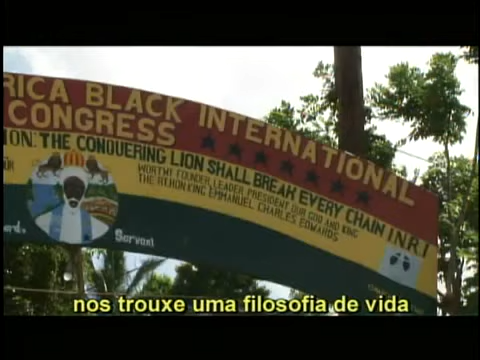 RICA BLACK INTERNATIONAL
CONGRESS
ION: THE CONQUERING LION SHALL BREAK EVERY CHAIN I.N.R.I
WORTHY FOUNDER, LEADER PRESIDENT OUR GOD AND KING
THE RT.HON.KING EMMANUEL CHARLES EDWARDS
Servant
nos trouxe uma filosofia de vida